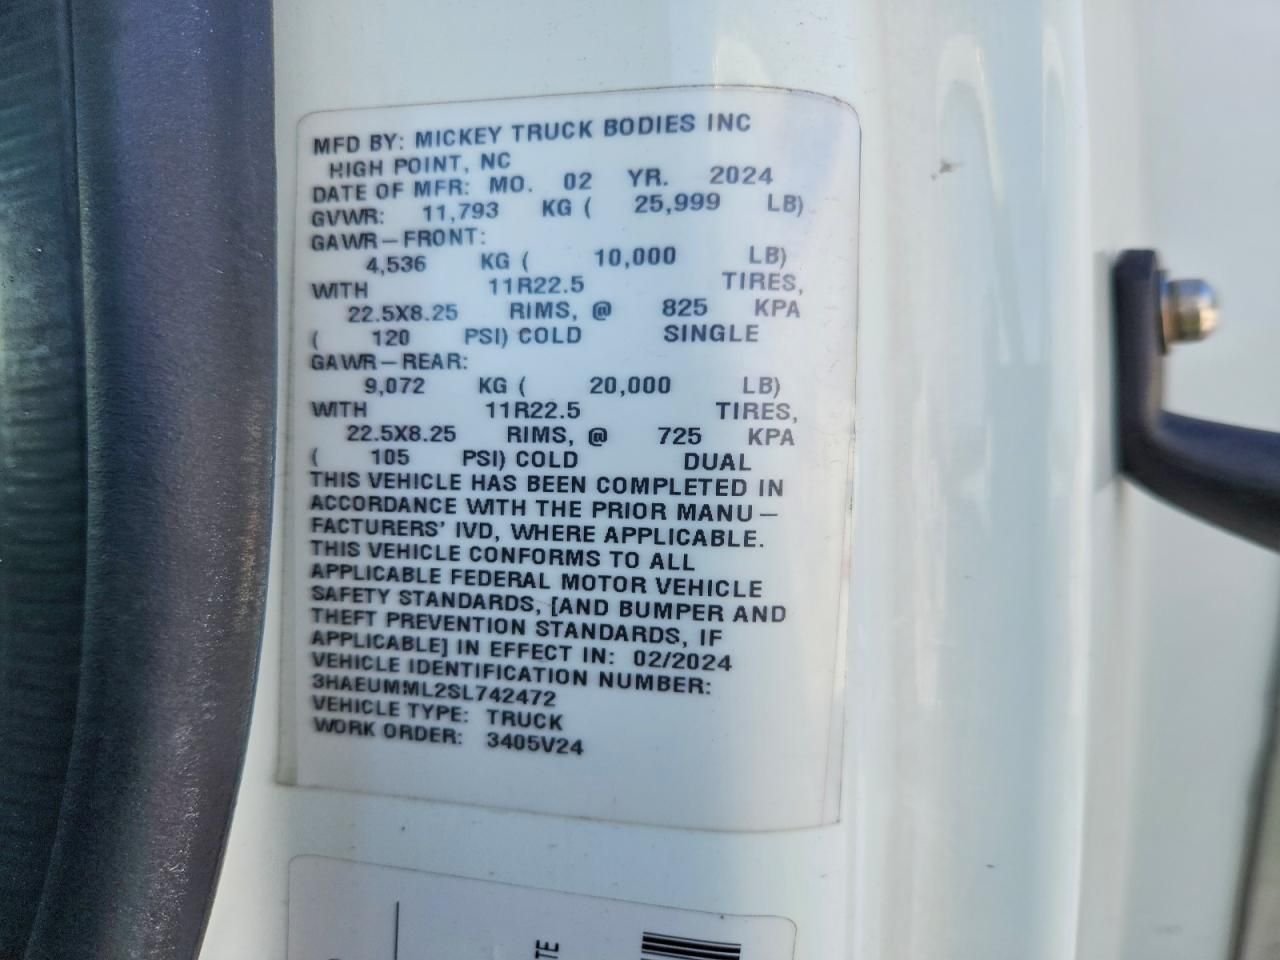 MFD BY: MICKEY TRUCK BODIES INC
HIGH POINT, NC
DATE OF MFR: MO. 02 YR. 2024
GVWR: 11,793 KG ( 25,999 LB)
GAWR-FRONT:
4,536 KG ( 10,000 LB)
WITH 11R22.5 TIRES,
22.5X8.25 RIMS, @ 825 KPA
( 120 PSI) COLD SINGLE
GAWR-REAR:
9,072 KG ( 20,000 LB)
WITH 11R22.5 TIRES,
22.5X8.25 RIMS, @ 725 KPA
( 105 PSI) COLD DUAL
THIS VEHICLE HAS BEEN COMPLETED IN
ACCORDANCE WITH THE PRIOR MANU-
FACTURERS' IVD, WHERE APPLICABLE.
THIS VEHICLE CONFORMS TO ALL
APPLICABLE FEDERAL MOTOR VEHICLE
SAFETY STANDARDS, [AND BUMPER AND
THEFT PREVENTION STANDARDS, IF
APPLICABLE] IN EFFECT IN: 02/2024
VEHICLE IDENTIFICATION NUMBER:
3HAEUMML2SL742472
VEHICLE TYPE: TRUCK
WORK ORDER: 3405V24